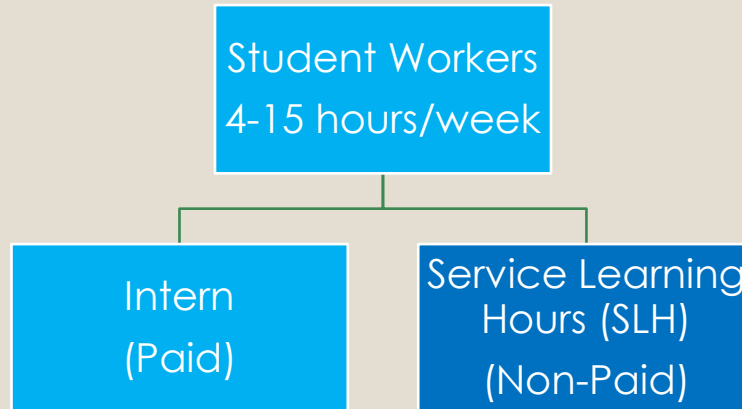 Student Workers
4-15 hours/week
Intern
(Paid)
Service Learning
Hours (SLH)
(Non-Paid)